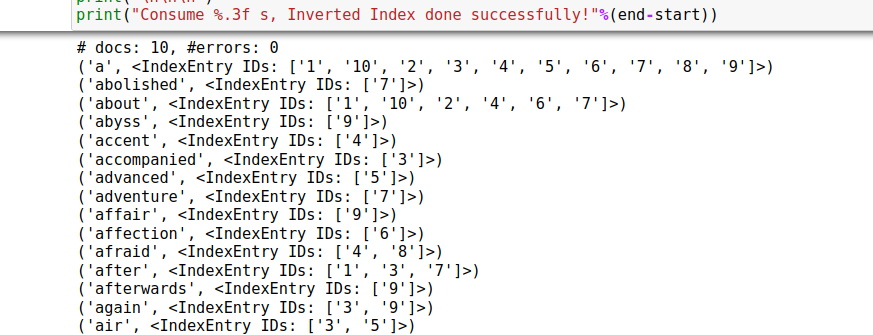 print("Consume %.3f s, Inverted Index done successfully!"%(end-start))
# docs: 10, #errors: 0
('a', <IndexEntry IDs: ['1', '10', '2', '3', '4', '5', '6', '7', '8', '9']>)
('abolished', <IndexEntry IDs: ['7']>)
('about', <IndexEntry IDs: ['1', '10', '2', '4', '6', '7']>)
('abyss', <IndexEntry IDs: ['9']>)
('accent', <IndexEntry IDs: ['4']>)
('accompanied', <IndexEntry IDs: ['3']>)
('advanced', <IndexEntry IDs: ['5']>)
('adventure', <IndexEntry IDs: ['7']>)
('affair', <IndexEntry IDs: ['9']>)
('affection', <IndexEntry IDs: ['6']>)
('afraid', <IndexEntry IDs: ['4', '8']>)
('after', <IndexEntry IDs: ['1', '3', '7']>)
('afterwards', <IndexEntry IDs: ['9']>)
('again', <IndexEntry IDs: ['3', '9']>)
('air', <IndexEntry IDs: ['3', '5']>)